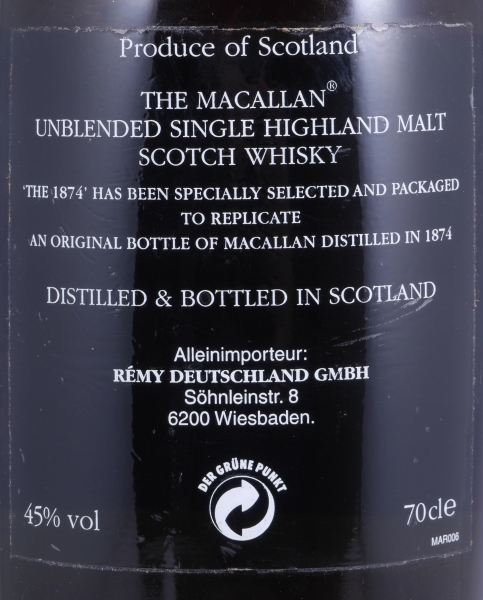 Produce of Scotland
THE MACALLAN®
UNBLENDED SINGLE HIGHLAND MALT
SCOTCH WHISKY
'THE 1874' HAS BEEN SPECIALLY SELECTED AND PACKAGED
TO REPLICATE
AN ORIGINAL BOTTLE OF MACALLAN DISTILLED IN 1874
DISTILLED & BOTTLED IN SCOTLAND
Alleinimporteur:
RÉMY DEUTSCHLAND GMBH
Söhnleinstr. 8
6200 Wiesbaden.
DER GRÜNE PUNKT
45% vol
70cle
MAR006